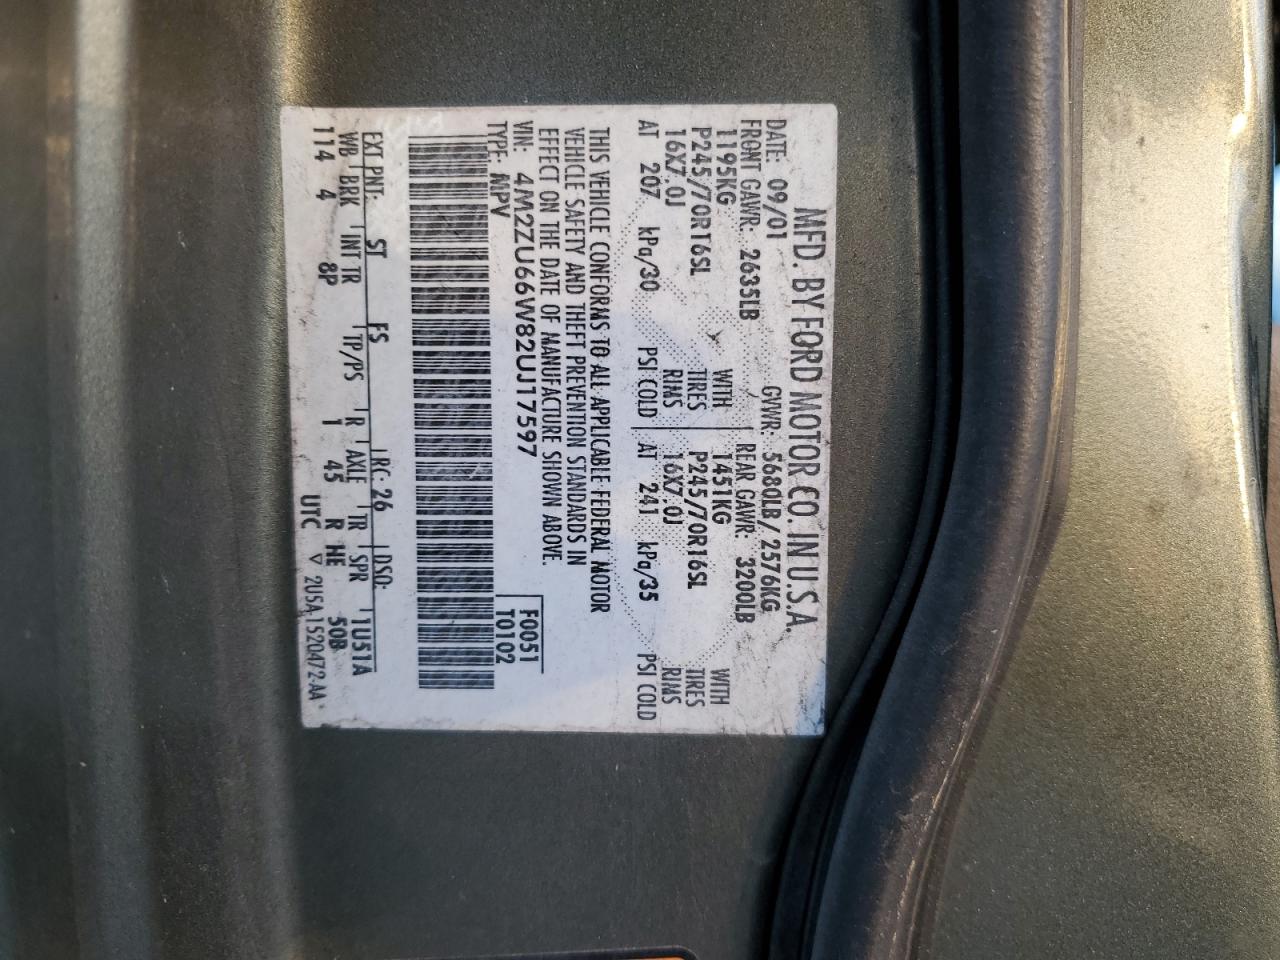 MFD. BY FORD MOTOR CO. IN U.S.A.
DATE: 09/01 GVWR: 5680LB/2576KG
FRONT GAWR: 2635LB REAR GAWR: 3200LB
1195KG WITH 1451KG WITH
P245/70R16SL TIRES P245/70R16SL TIRES
16X7.0J RIMS 16X7.0J RIMS
AT 207 kPa/30 PSI COLD AT 241 kPa/35 PSI COLD
THIS VEHICLE CONFORMS TO ALL APPLICABLE FEDERAL MOTOR
VEHICLE SAFETY AND THEFT PREVENTION STANDARDS IN
EFFECT ON THE DATE OF MANUFACTURE SHOWN ABOVE.
VIN: 4M2ZU66W82UJ17597 F0051
TYPE: MPV T0102
EXT PNT: ST FS RC: 26 DSO:
WB BRK INT TR TP/PS R AXLE TR SPR 1U51A
114 4 8P 1 45 R HE 50B
UTC ▽ 2U5A 1520472-AA